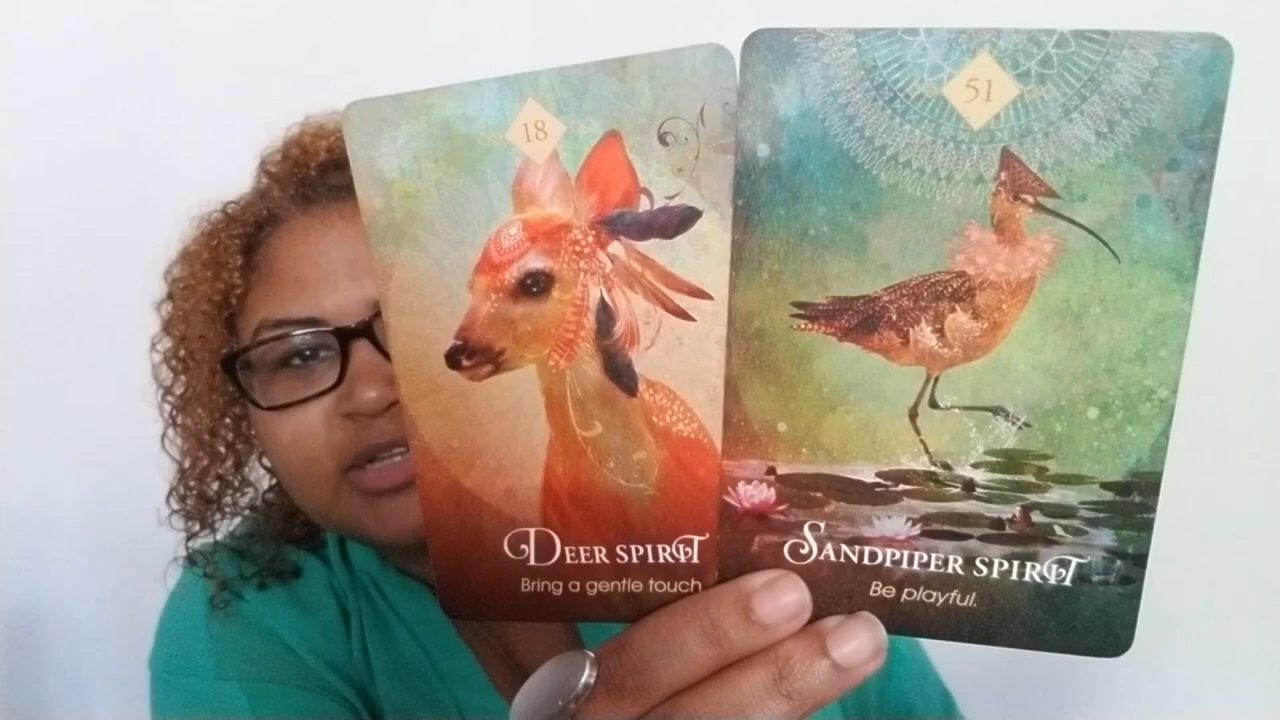 18
DEER SPIRIT
Bring a gentle touch
51
SANDPIPER SPIRIT
Be playful.